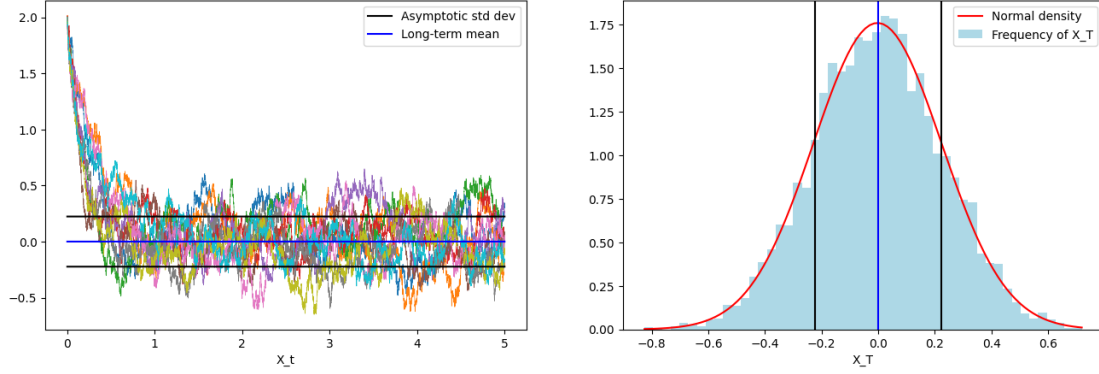 Asymptotic std dev
Long-term mean
2.0
1.5
1.0
0.5
0.0
−0.5
0 1 2 3 4 5
X_t
Normal density
Frequency of X_T
1.75
1.50
1.25
1.00
0.75
0.50
0.25
0.00
−0.8 −0.6 −0.4 −0.2 0.0 0.2 0.4 0.6
X_T